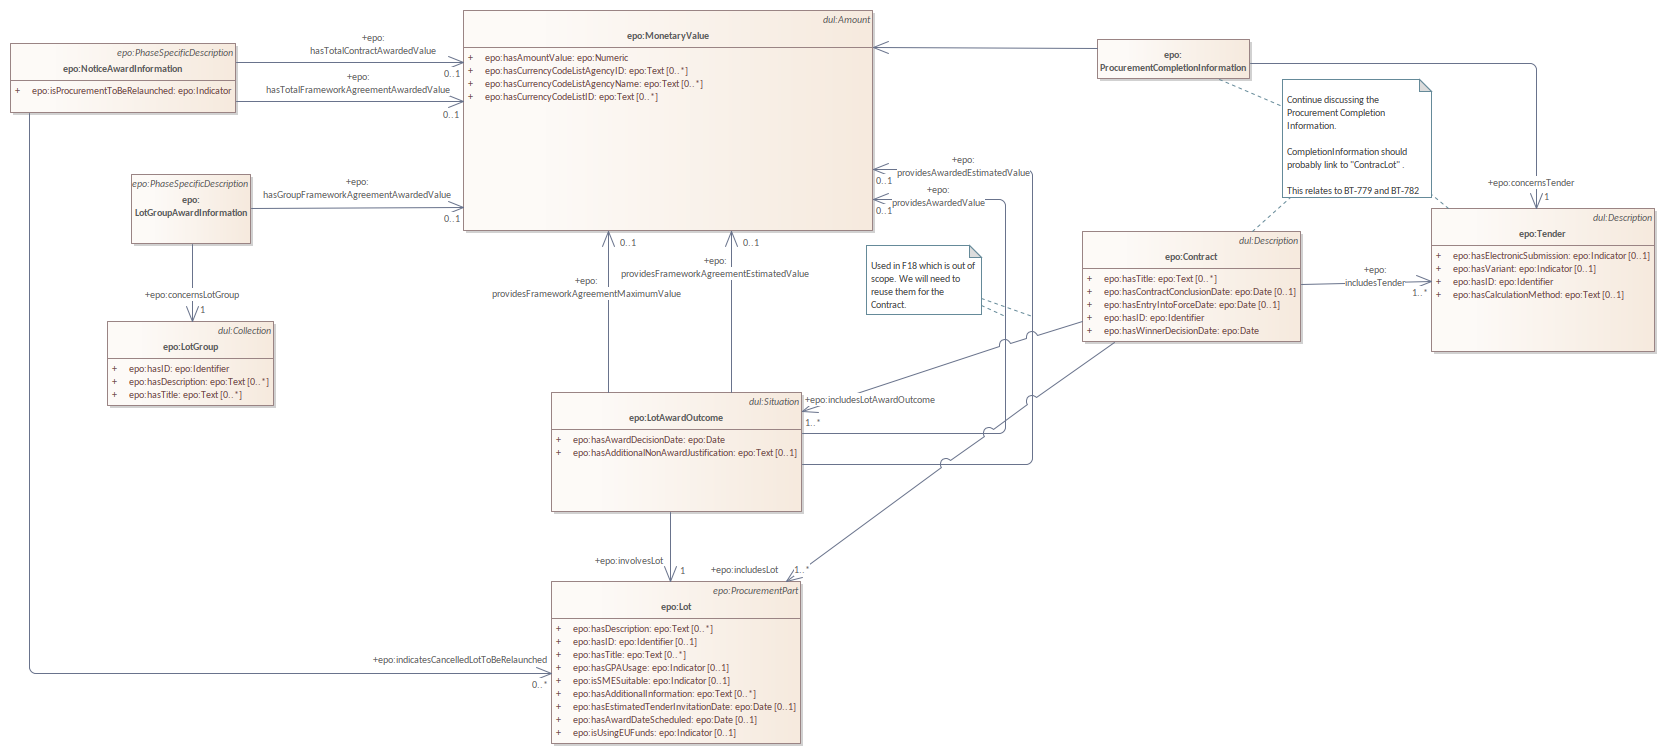 epo:PhaseSpecificDescription
epo:NoticeAwardInformation
+ epo:isProcurementToBeRelaunched: epo:Indicator
+epo:
hasTotalContractAwardedValue
0..1
+epo:
hasTotalFrameworkAgreementAwardedValue
0..1
dul:Amount
epo:MonetaryValue
+ epo:hasAmountValue: epo:Numeric
+ epo:hasCurrencyCodeListAgencyID: epo:Text [0..*]
+ epo:hasCurrencyCodeListAgencyName: epo:Text [0..*]
+ epo:hasCurrencyCodeListID: epo:Text [0..*]
epo:
ProcurementCompletionInformation
Continue discussing the
Procurement Completion
Information.
CompletionInformation should
probably link to "ContracLot" .
This relates to BT-779 and BT-782
+epo:concernsTender
1
epo:PhaseSpecificDescription
epo:
LotGroupAwardInformation
+epo:
hasGroupFrameworkAgreementAwardedValue
0..1
+epo:
providesAwardedEstimatedValue
0..1
+epo:
providesAwardedValue
0..1
dul:Description
epo:Tender
+ epo:hasElectronicSubmission: epo:Indicator [0..1]
+ epo:hasVariant: epo:Indicator [0..1]
+ epo:hasID: epo:Identifier
+ epo:hasCalculationMethod: epo:Text [0..1]
dul:Description
epo:Contract
+ epo:hasTitle: epo:Text [0..*]
+ epo:hasContractConclusionDate: epo:Date [0..1]
+ epo:hasEntryIntoForceDate: epo:Date [0..1]
+ epo:hasID: epo:Identifier
+ epo:hasWinnerDecisionDate: epo:Date
+epo:
includesTender
1..*
Used in F18 which is out of
scope. We will need to
reuse them for the
Contract.
0..1
0..1
+epo:
providesFrameworkAgreementEstimatedValue
+epo:
providesFrameworkAgreementMaximumValue
+epo:concernsLotGroup
1
dul:Collection
epo:LotGroup
+ epo:hasID: epo:Identifier
+ epo:hasDescription: epo:Text [0..*]
+ epo:hasTitle: epo:Text [0..*]
dul:Situation
epo:LotAwardOutcome
+ epo:hasAwardDecisionDate: epo:Date
+ epo:hasAdditionalNonAwardJustification: epo:Text [0..1]
+epo:includesLotAwardOutcome
1..*
+epo:involvesLot
1
+epo:includesLot
1..*
epo:ProcurementPart
epo:Lot
+ epo:hasDescription: epo:Text [0..*]
+ epo:hasID: epo:Identifier [0..1]
+ epo:hasTitle: epo:Text [0..*]
+ epo:hasGPAUsage: epo:Indicator [0..1]
+ epo:isSMESuitable: epo:Indicator [0..1]
+ epo:hasAdditionalInformation: epo:Text [0..*]
+ epo:hasEstimatedTenderInvitationDate: epo:Date [0..1]
+ epo:hasAwardDateScheduled: epo:Date [0..1]
+ epo:isUsingEUFunds: epo:Indicator [0..1]
+epo:indicatesCancelledLotToBeRelaunched
0..*